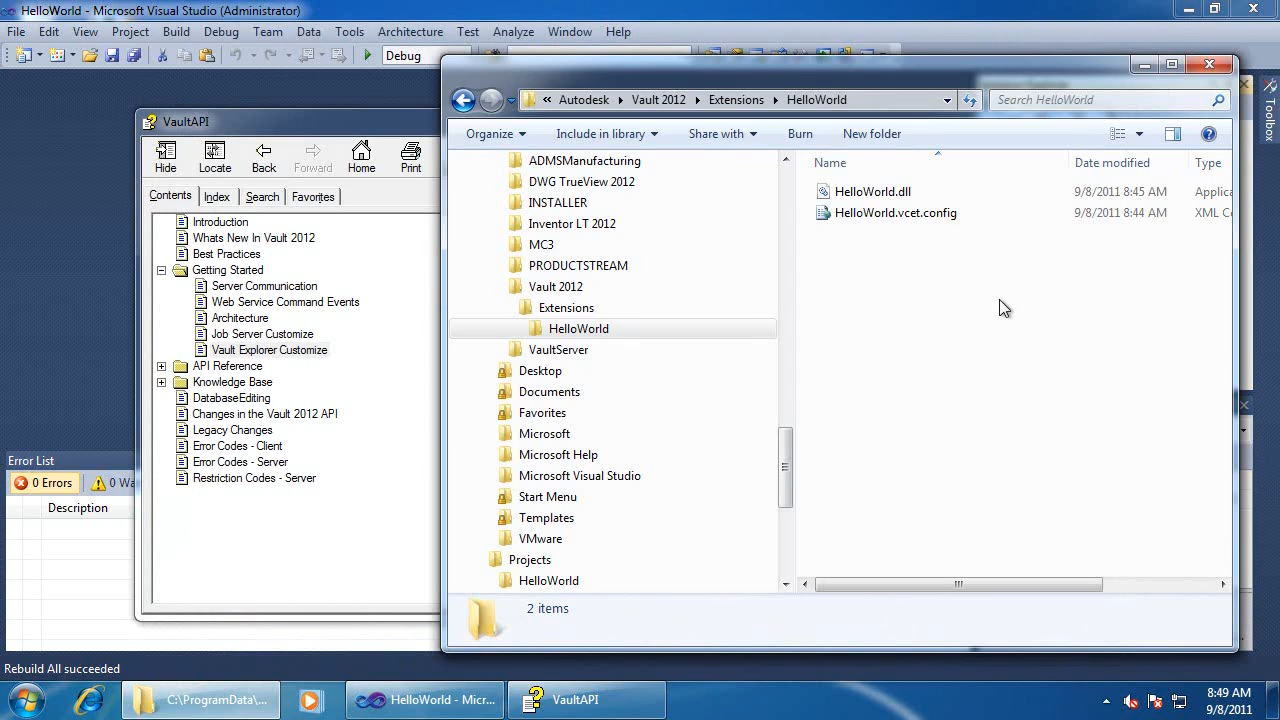 HelloWorld - Microsoft Visual Studio (Administrator)
File Edit View Project Build Debug Team Data Tools Architecture Test Analyze Window Help
Debug
VaultAPI
Hide Locate Back Forward Home Print
Contents Index Search Favorites
Introduction
Whats New In Vault 2012
Best Practices
Getting Started
Server Communication
Web Service Command Events
Architecture
Job Server Customize
Vault Explorer Customize
API Reference
Knowledge Base
DatabaseEditing
Changes in the Vault 2012 API
Legacy Changes
Error Codes - Client
Error Codes - Server
Restriction Codes - Server
Error List
0 Errors 0 Wa
Description
Rebuild All succeeded
« Autodesk Vault 2012 Extensions HelloWorld
Search HelloWorld
Organize Include in library Share with Burn New folder
ADMSManufacturing
DWG TrueView 2012
INSTALLER
Inventor LT 2012
MC3
PRODUCTSTREAM
Vault 2012
Extensions
HelloWorld
VaultServer
Desktop
Documents
Favorites
Microsoft
Microsoft Help
Microsoft Visual Studio
Start Menu
Templates
VMware
Projects
HelloWorld
Name Date modified Type
HelloWorld.dll 9/8/2011 8:45 AM Applica
HelloWorld.vcet.config 9/8/2011 8:44 AM XML Co
2 items
Toolbox
C:\ProgramData\... HelloWorld - Micr... VaultAPI
8:49 AM
9/8/2011